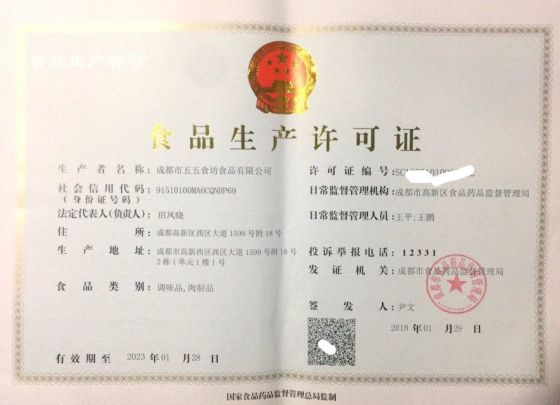 食品生产许可
食品生产许可证
生产者名称：成都市五五食坊食品有限公司
社会信用代码：91510100MA6CQNHP69
（身份证号码）
法定代表人(负责人)：田凤晓
住所：成都高新区西区大道1599号附18号
生产地址：成都市高新西区西区大道1599号附18号
2栋1单元1楼1号
食品类别：调味品,肉制品
有效期至 2023年01月28日
许可证编号：SC
日常监督管理机构：成都市高新区食品药品监督管理局
日常监督管理人员：王平;王鹏
投诉举报电话：12331
发证机关：成都市食品药品监督管理局
签发人：尹文
2018年01月29日
国家食品药品监督管理总局监制